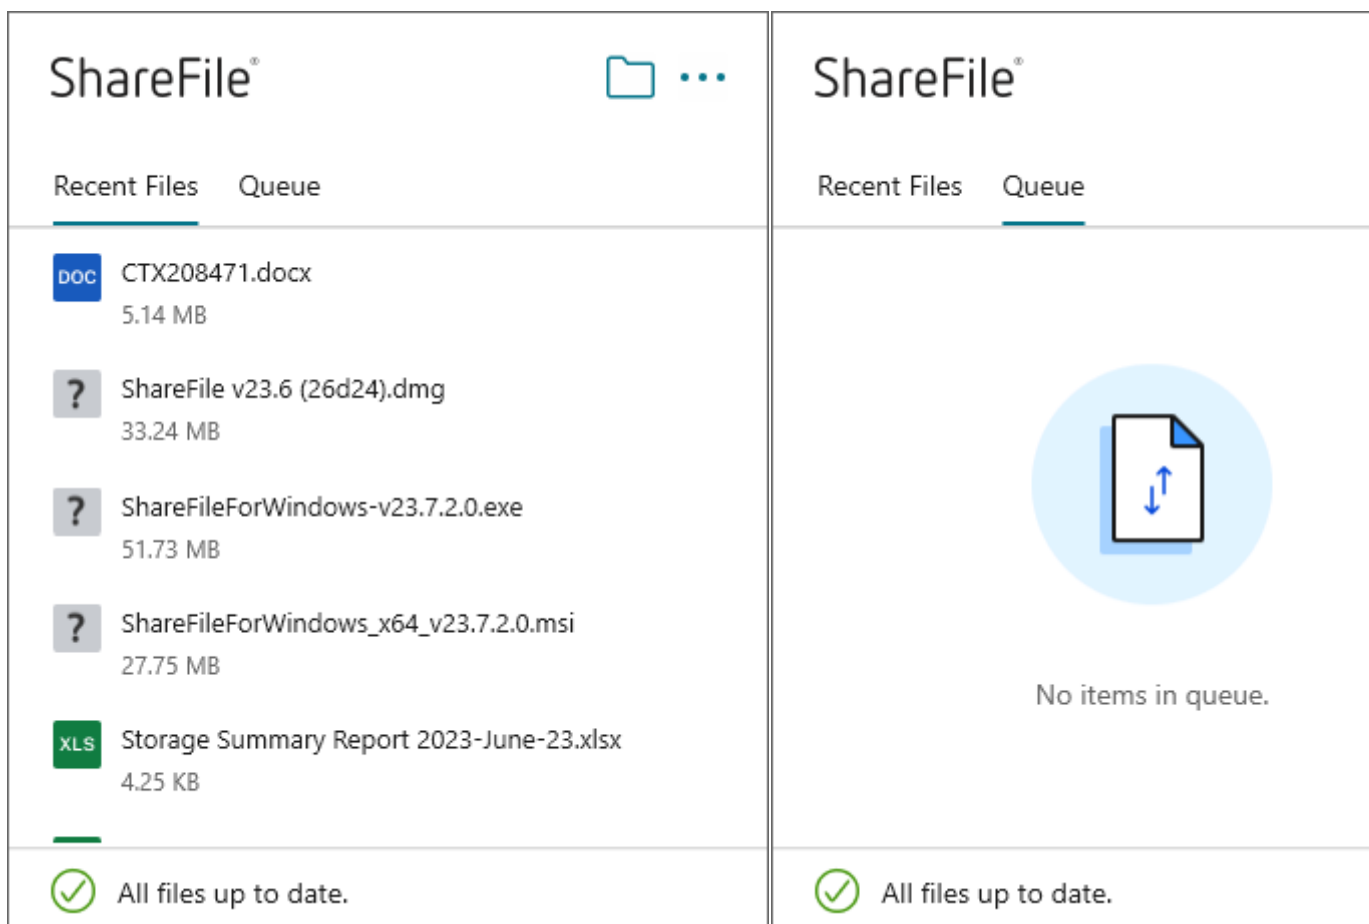 ShareFile®
Recent Files Queue
DOC CTX208471.docx
5.14 MB
? ShareFile v23.6 (26d24).dmg
33.24 MB
? ShareFileForWindows-v23.7.2.0.exe
51.73 MB
? ShareFileForWindows_x64_v23.7.2.0.msi
27.75 MB
XLS Storage Summary Report 2023-June-23.xlsx
4.25 KB
All files up to date.
ShareFile®
Recent Files Queue
No items in queue.
All files up to date.